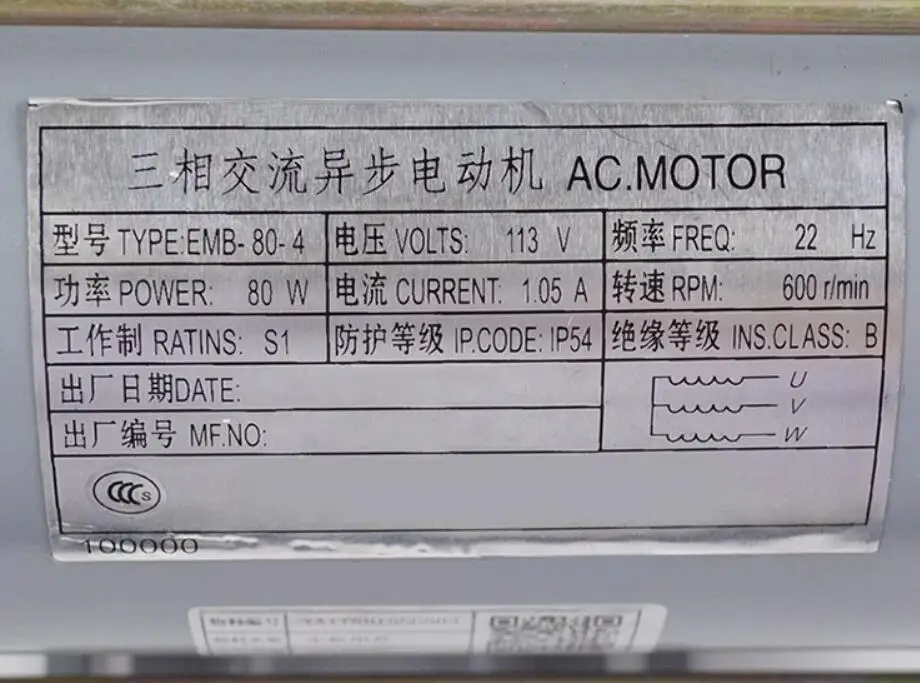 三相交流异步电动机 AC.MOTOR
型号 TYPE:EMB-80-4 电压 VOLTS: 113 V 频率 FREQ: 22 Hz
功率 POWER: 80 W 电流 CURRENT: 1.05 A 转速 RPM: 600 r/min
工作制 RATINS: S1 防护等级 IP.CODE: IP54 绝缘等级 INS.CLASS: B
出厂日期DATE:
U
V
出厂编号 MF.NO:
W
CCC S
100000